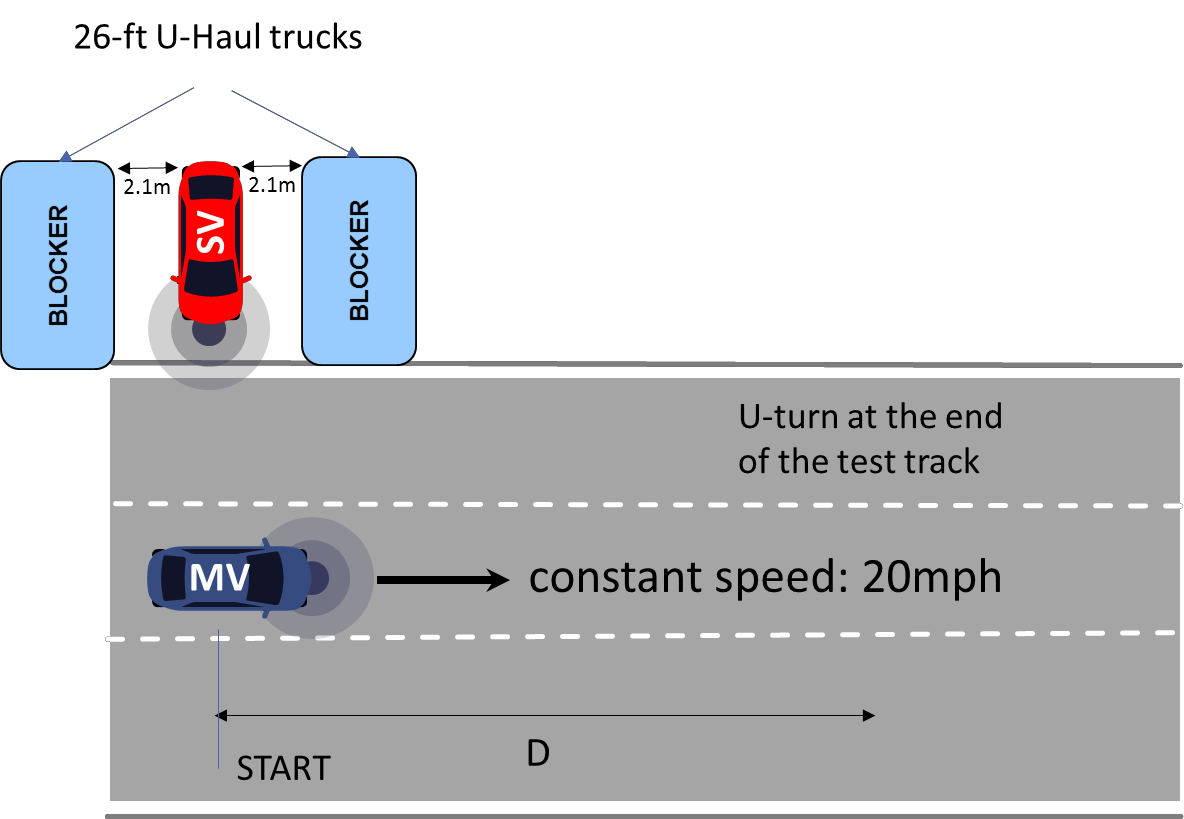 26-ft U-Haul trucks
2.1m
2.1m
BLOCKER
SV
BLOCKER
U-turn at the end
of the test track
MV
constant speed: 20mph
D
START